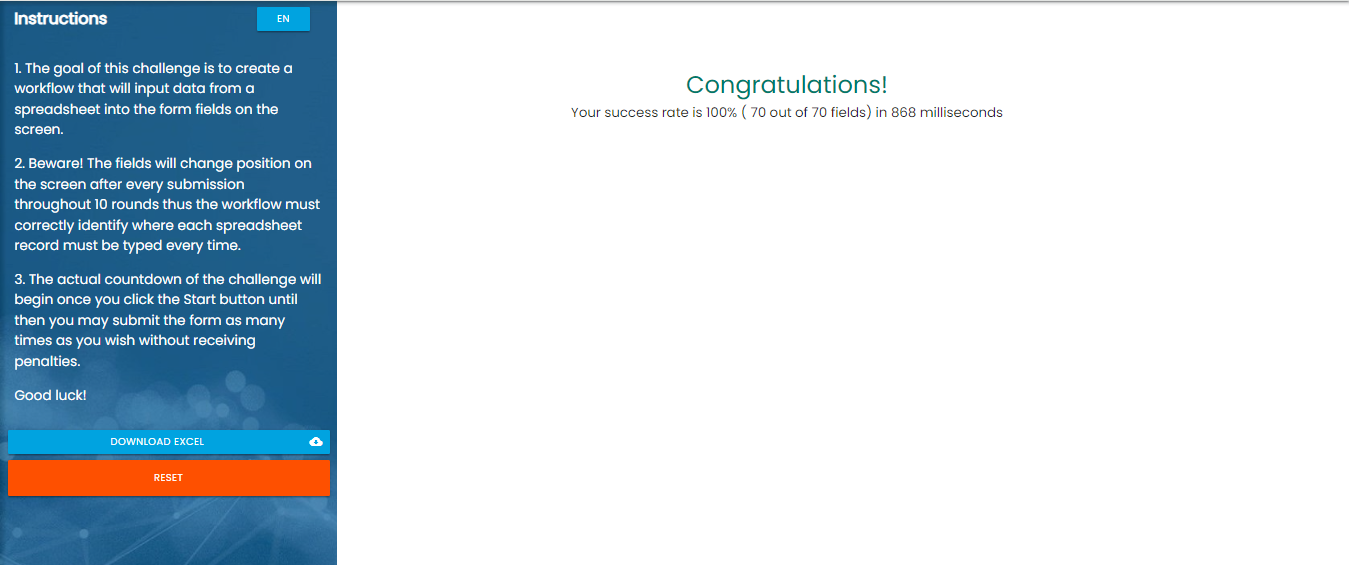 Instructions
EN
1. The goal of this challenge is to create a
workflow that will input data from a
spreadsheet into the form fields on the
screen.
2. Beware! The fields will change position on
the screen after every submission
throughout 10 rounds thus the workflow must
correctly identify where each spreadsheet
record must be typed every time.
3. The actual countdown of the challenge will
begin once you click the Start button until
then you may submit the form as many
times as you wish without receiving
penalties.
Good luck!
DOWNLOAD EXCEL
RESET
Congratulations!
Your success rate is 100% ( 70 out of 70 fields) in 868 milliseconds